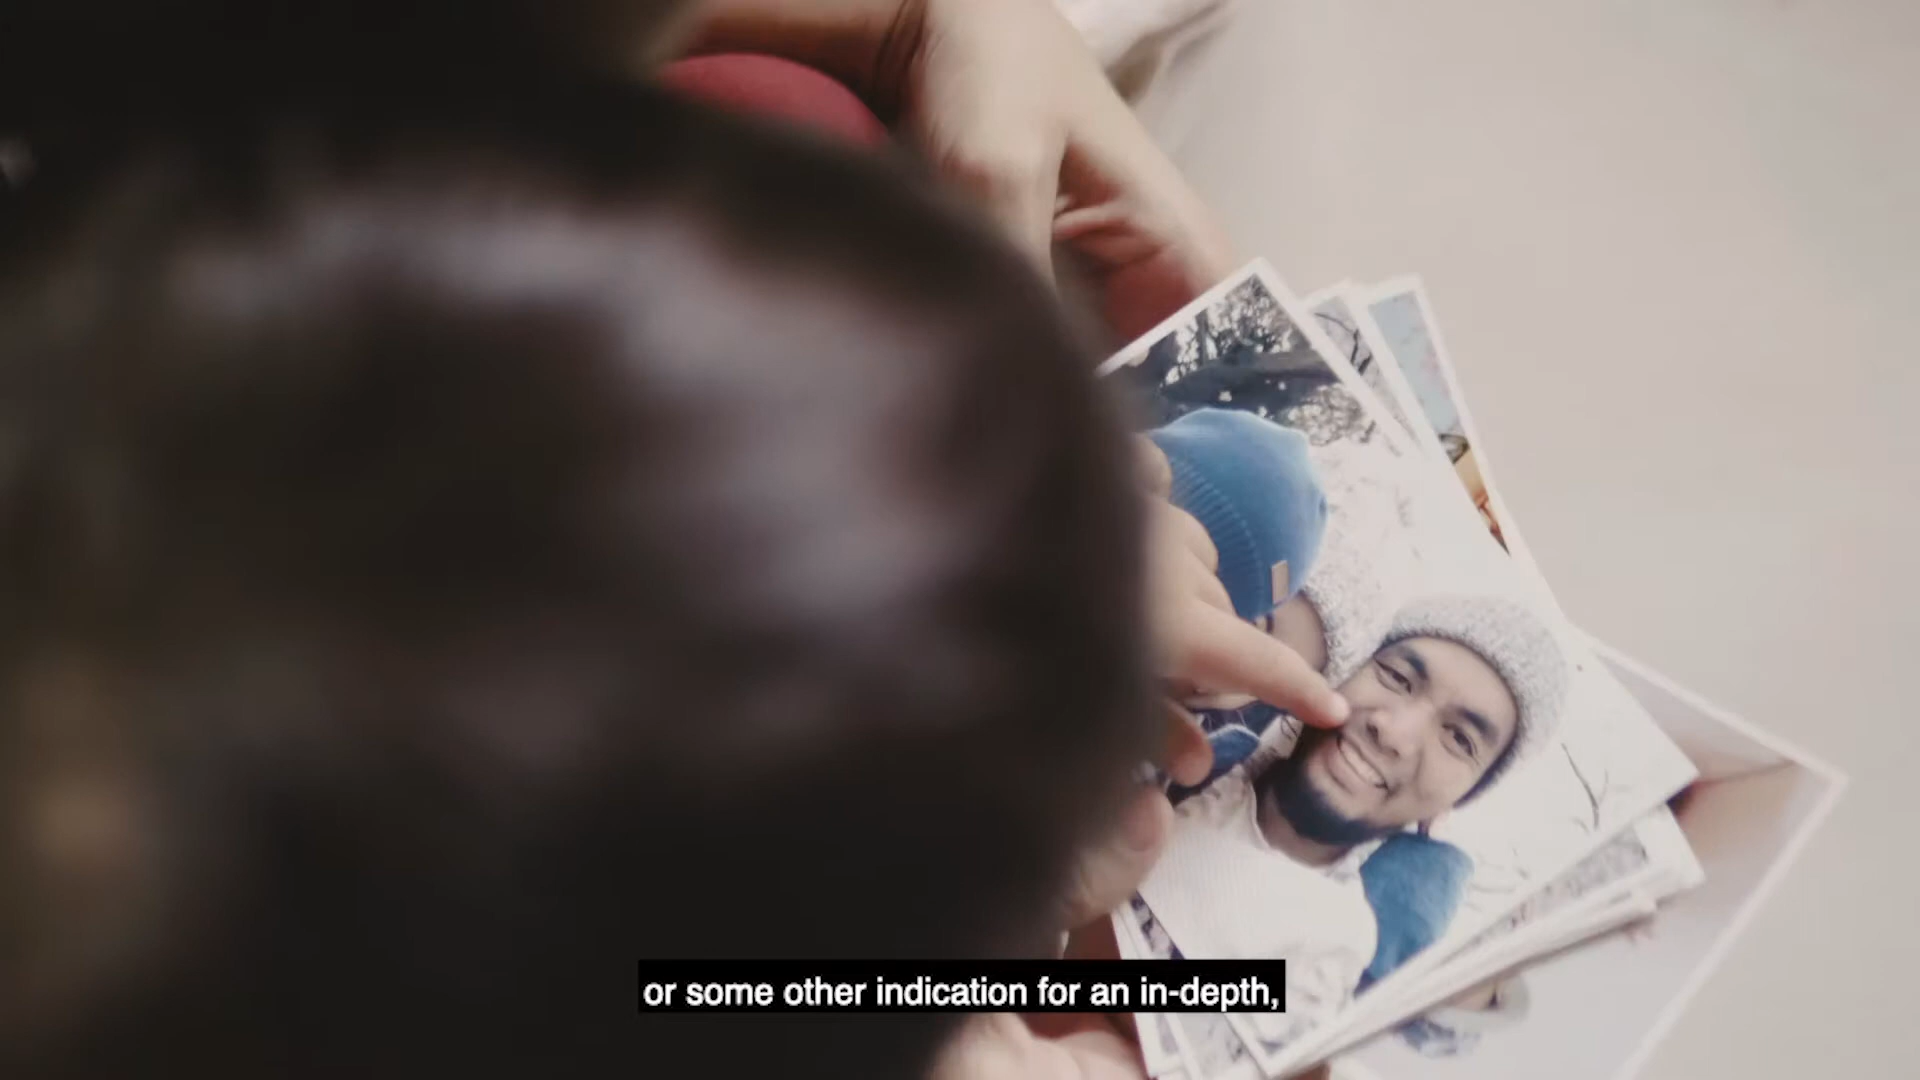 or some other indication for an in-depth,